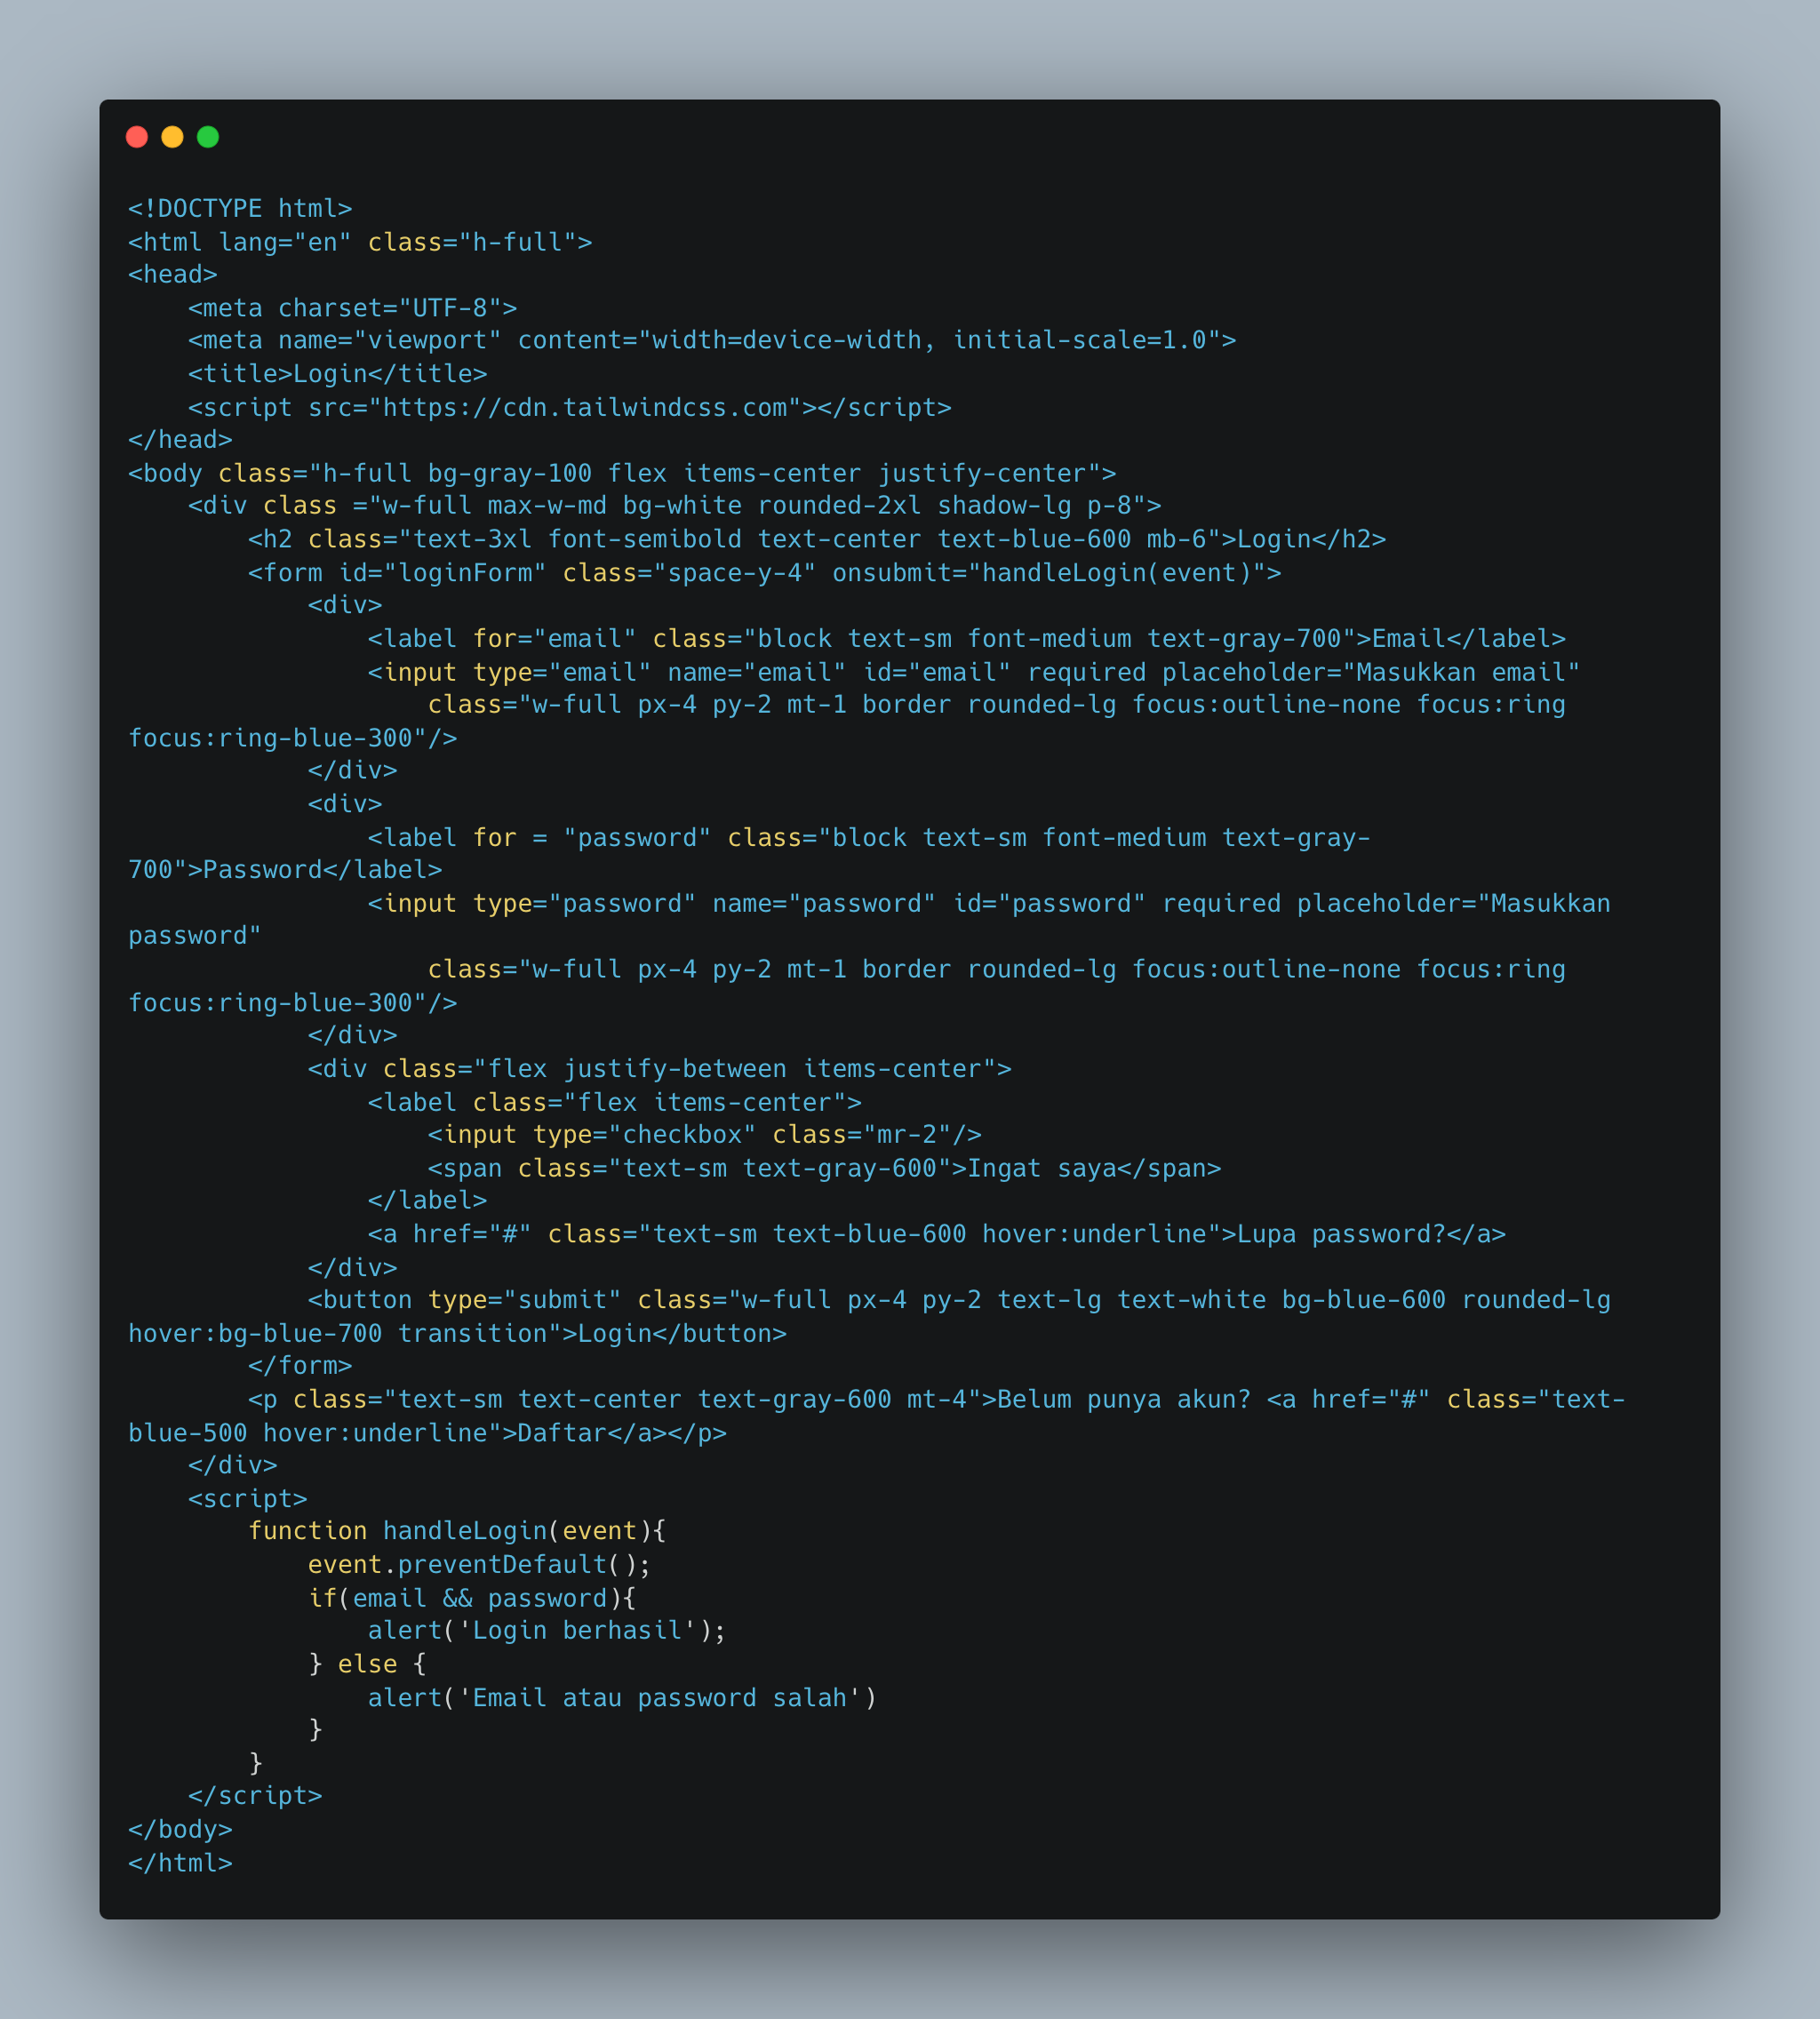 <!DOCTYPE html>
<html lang="en" class="h-full">
<head>
    <meta charset="UTF-8">
    <meta name="viewport" content="width=device-width, initial-scale=1.0">
    <title>Login</title>
    <script src="https://cdn.tailwindcss.com"></script>
</head>
<body class="h-full bg-gray-100 flex items-center justify-center">
    <div class ="w-full max-w-md bg-white rounded-2xl shadow-lg p-8">
        <h2 class="text-3xl font-semibold text-center text-blue-600 mb-6">Login</h2>
        <form id="loginForm" class="space-y-4" onsubmit="handleLogin(event)">
            <div>
                <label for="email" class="block text-sm font-medium text-gray-700">Email</label>
                <input type="email" name="email" id="email" required placeholder="Masukkan email"
                    class="w-full px-4 py-2 mt-1 border rounded-lg focus:outline-none focus:ring
focus:ring-blue-300"/>
            </div>
            <div>
                <label for = "password" class="block text-sm font-medium text-gray-
700">Password</label>
                <input type="password" name="password" id="password" required placeholder="Masukkan
password"
                    class="w-full px-4 py-2 mt-1 border rounded-lg focus:outline-none focus:ring
focus:ring-blue-300"/>
            </div>
            <div class="flex justify-between items-center">
                <label class="flex items-center">
                    <input type="checkbox" class="mr-2"/>
                    <span class="text-sm text-gray-600">Ingat saya</span>
                </label>
                <a href="#" class="text-sm text-blue-600 hover:underline">Lupa password?</a>
            </div>
            <button type="submit" class="w-full px-4 py-2 text-lg text-white bg-blue-600 rounded-lg
hover:bg-blue-700 transition">Login</button>
        </form>
        <p class="text-sm text-center text-gray-600 mt-4">Belum punya akun? <a href="#" class="text-
blue-500 hover:underline">Daftar</a></p>
    </div>
    <script>
        function handleLogin(event){
            event.preventDefault();
            if(email && password){
                alert('Login berhasil');
            } else {
                alert('Email atau password salah')
            }
        }
    </script>
</body>
</html>